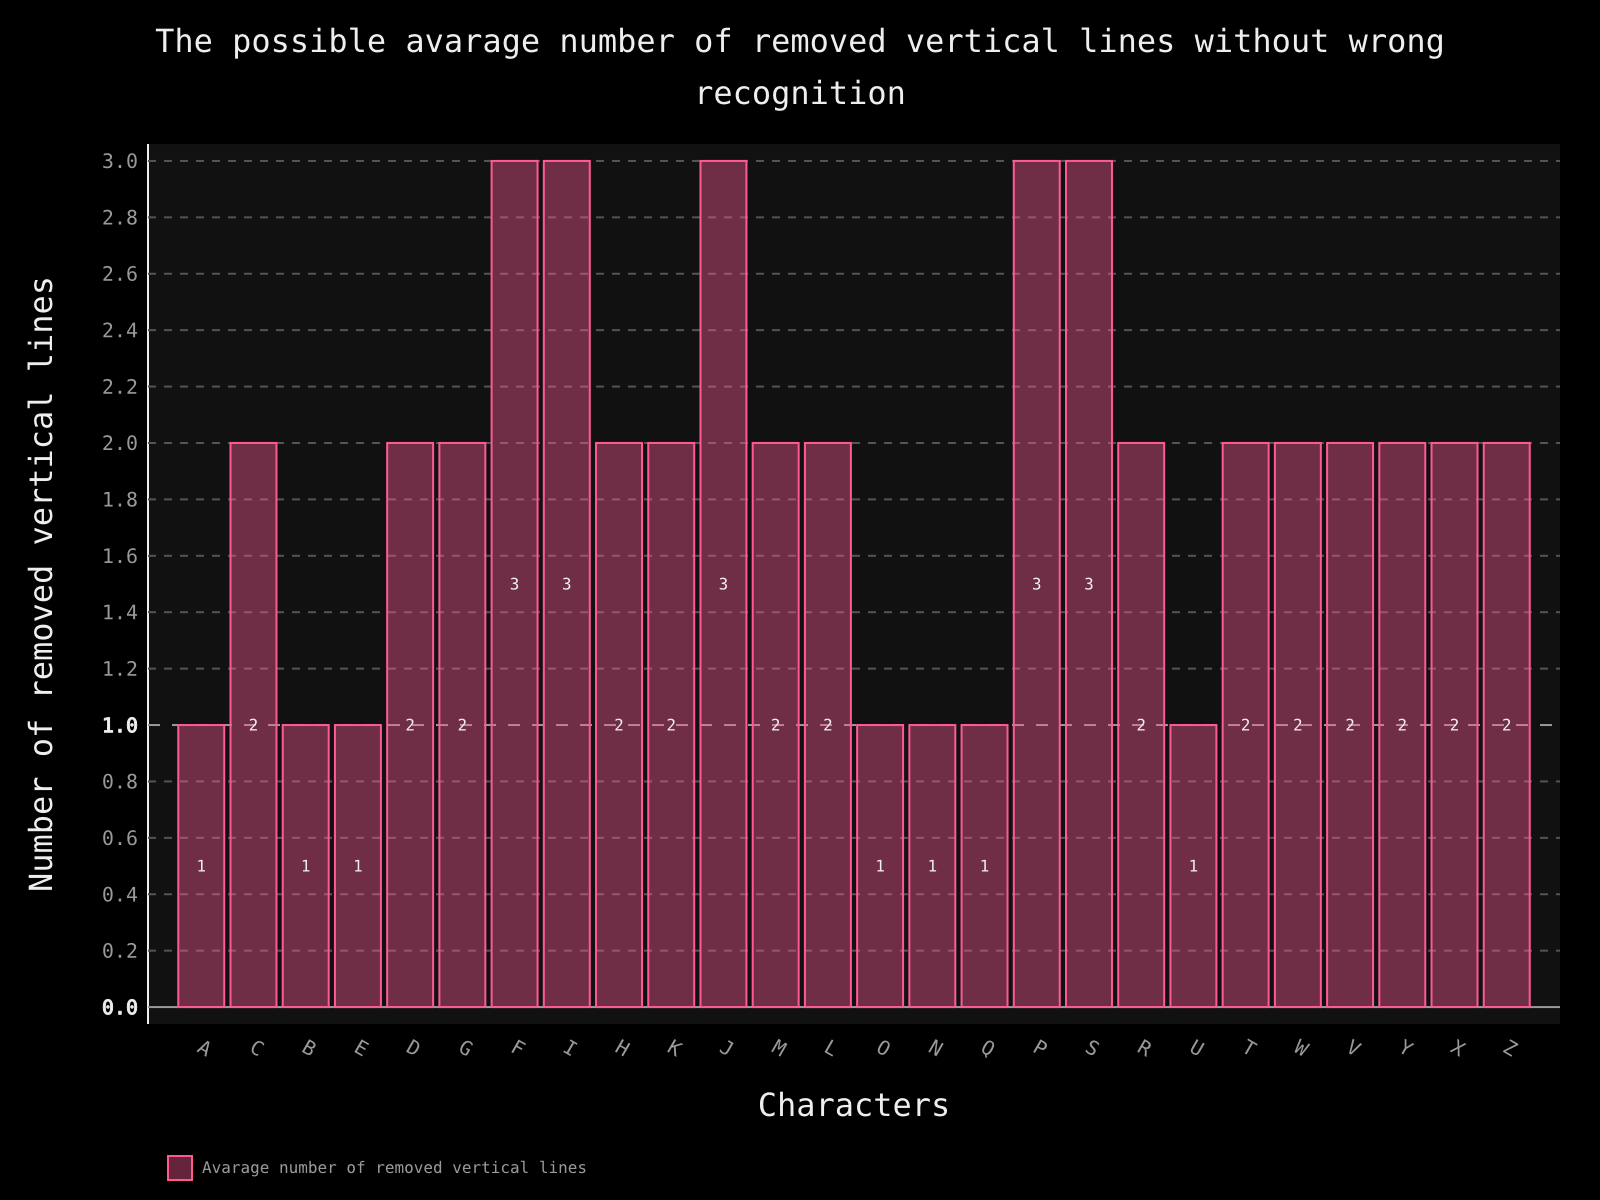 The possible avarage number of removed vertical lines without wrong
recognition
Number of removed vertical lines
3.0
2.8
2.6
2.4
2.2
2.0
1.8
1.6
1.4
1.2
1.0
0.8
0.6
0.4
0.2
0.0
1 2 1 1 2 2 3 3 2 2 3 2 2 1 1 1 3 3 2 1 2 2 2 2 2 2
A C B E D G F I H K J M L O N Q P S R U T W V Y X Z
Characters
Avarage number of removed vertical lines